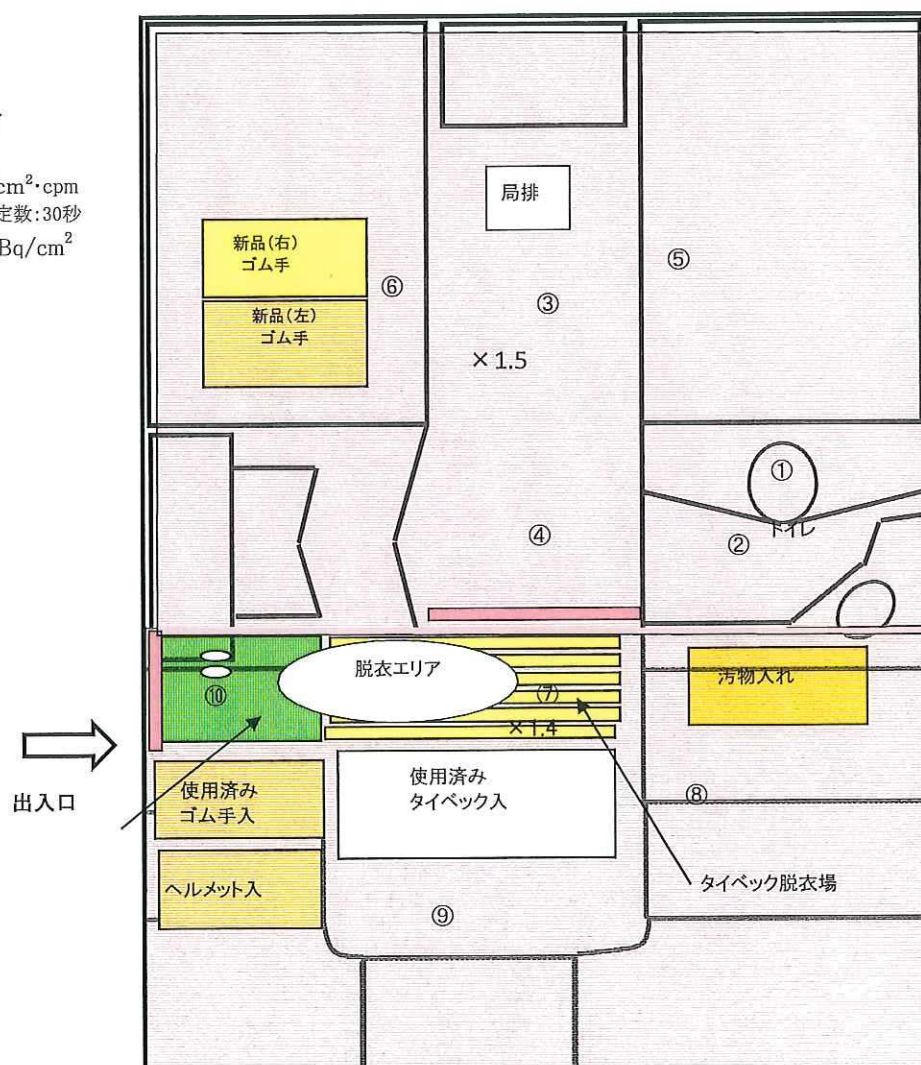 cm²・cpm
定数:30秒
Bq/cm²
局排
新品(右)
ゴム手
新品(左)
ゴム手
⑥
⑤
③
×1.5
①
トイレ
②
④
脱衣エリア
⑩
⑦
×1.4
汚物入れ
出入口
使用済み
ゴム手入
使用済み
タイベック入
⑧
ヘルメット入
タイベック脱衣場
⑨